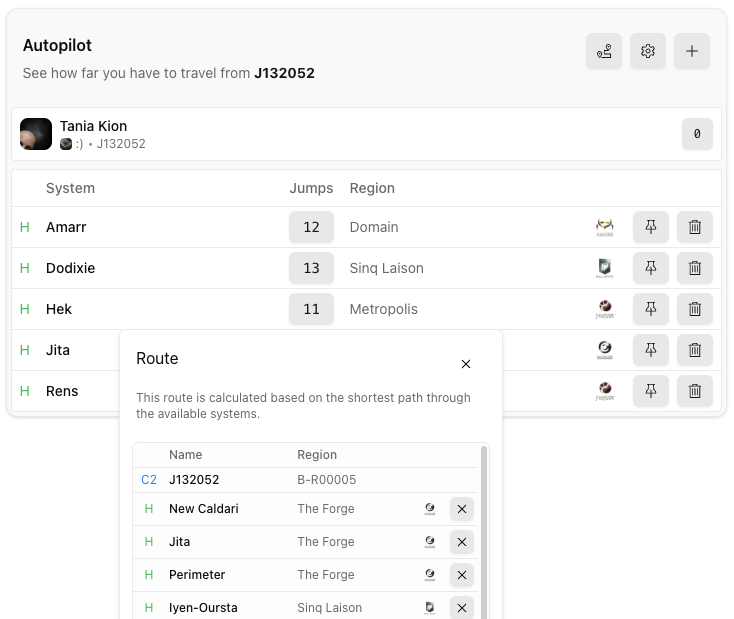 Autopilot
See how far you have to travel from J132052
Tania Kion
:) • J132052
0
System Jumps Region
H Amarr 12 Domain
H Dodixie 13 Sinq Laison
H Hek 11 Metropolis
H Jita
H Rens
Route
This route is calculated based on the shortest path through
the available systems.
Name Region
C2 J132052 B-R00005
H New Caldari The Forge
H Jita The Forge
H Perimeter The Forge
H Iyen-Oursta Sinq Laison